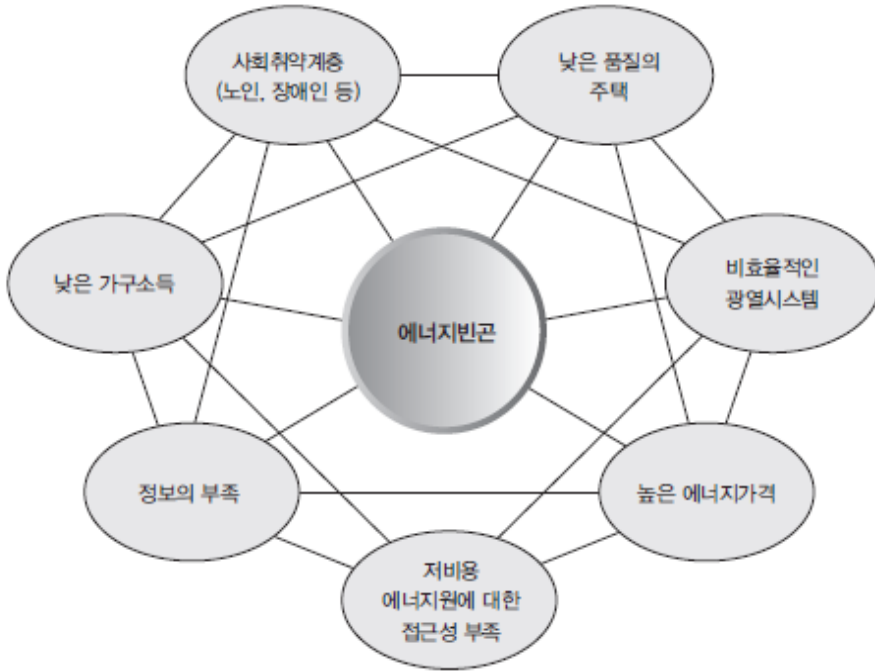 사회취약계층
(노인, 장애인 등)
낮은 품질의
주택
낮은 가구소득
에너지빈곤
비효율적인
광열시스템
정보의 부족
높은 에너지가격
저비용
에너지원에 대한
접근성 부족